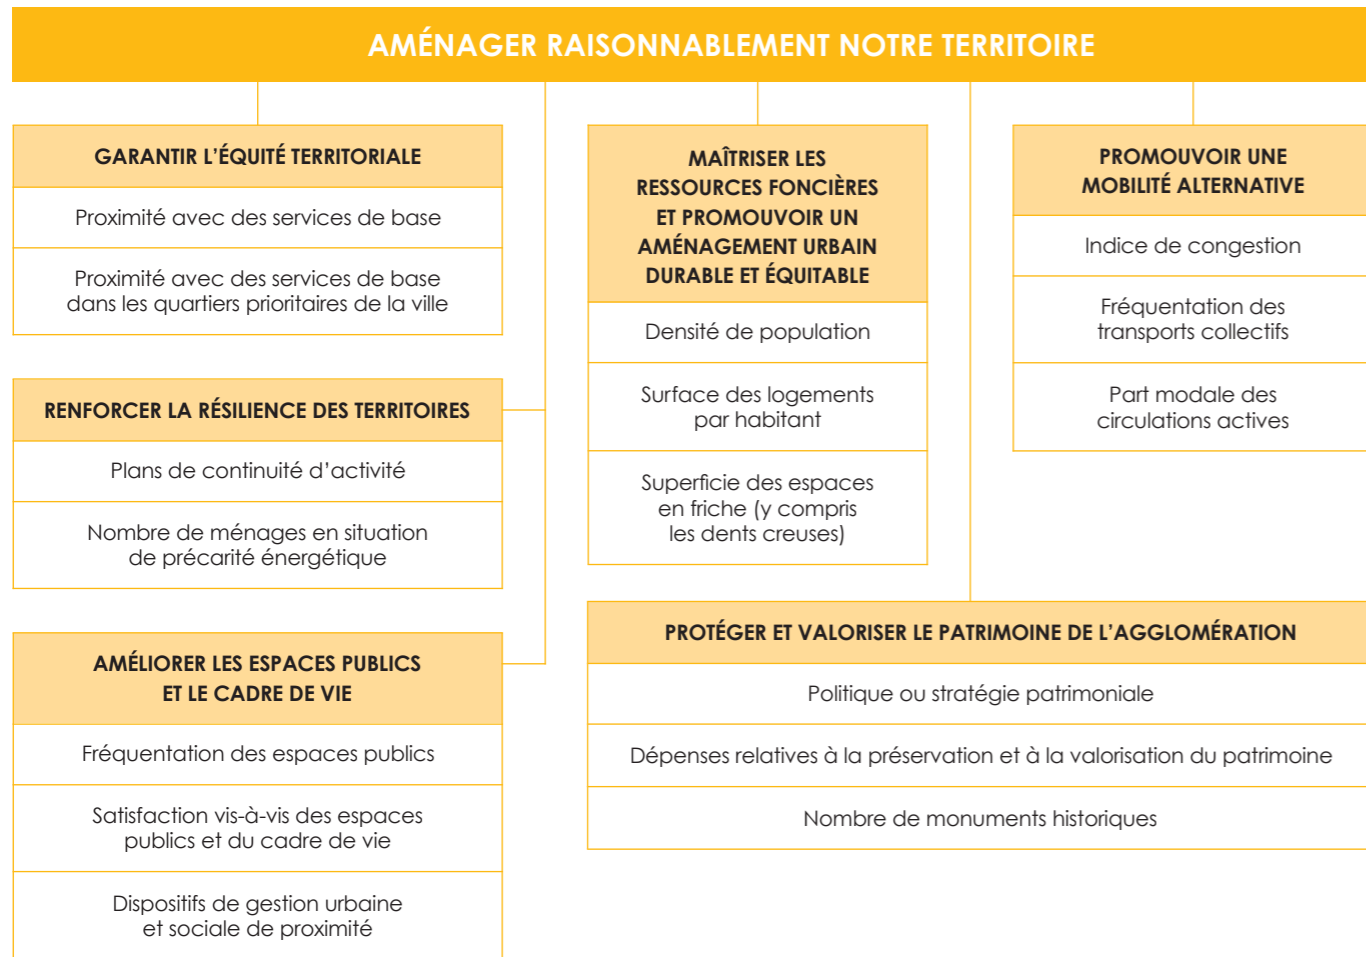 AMÉNAGER RAISONNABLEMENT NOTRE TERRITOIRE
GARANTIR L'ÉQUITÉ TERRITORIALE
Proximité avec des services de base
Proximité avec des services de base
dans les quartiers prioritaires de la ville
RENFORCER LA RÉSILIENCE DES TERRITOIRES
Plans de continuité d'activité
Nombre de ménages en situation
de précarité énergétique
AMÉLIORER LES ESPACES PUBLICS
ET LE CADRE DE VIE
Fréquentation des espaces publics
Satisfaction vis-à-vis des espaces
publics et du cadre de vie
Dispositifs de gestion urbaine
et sociale de proximité
MAÎTRISER LES
RESSOURCES FONCIÈRES
ET PROMOUVOIR UN
AMÉNAGEMENT URBAIN
DURABLE ET ÉQUITABLE
Densité de population
Surface des logements
par habitant
Superficie des espaces
en friche (y compris
les dents creuses)
PROMOUVOIR UNE
MOBILITÉ ALTERNATIVE
Indice de congestion
Fréquentation des
transports collectifs
Part modale des
circulations actives
PROTÉGER ET VALORISER LE PATRIMOINE DE L'AGGLOMÉRATION
Politique ou stratégie patrimoniale
Dépenses relatives à la préservation et à la valorisation du patrimoine
Nombre de monuments historiques